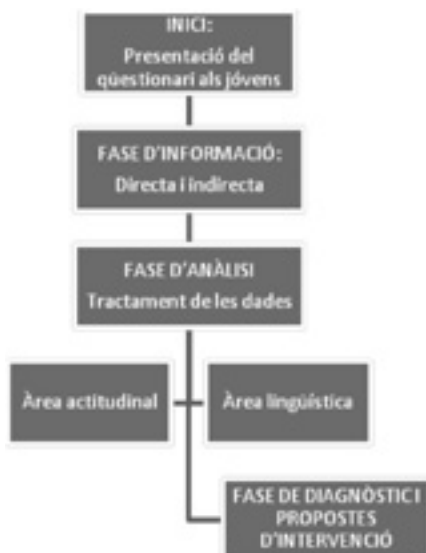 INICI:
Presentació del
qüestionari als jóvens
FASE D'INFORMACIÓ:
Directa i indirecta
FASE D'ANÀLISI
Tractament de les dades
Àrea actitudinal
Àrea lingüística
FASE DE DIAGNÒSTIC I
PROPOSTES
D'INTERVENCIÓ